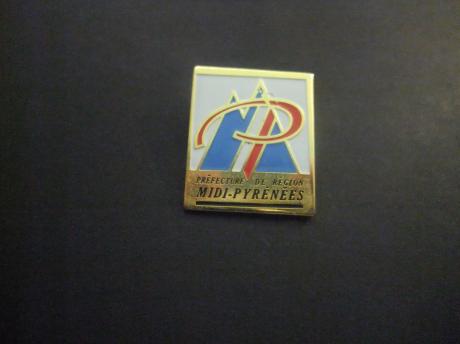 PRÉFECTURE DE RÉGION
MIDI-PYRÉNÉES